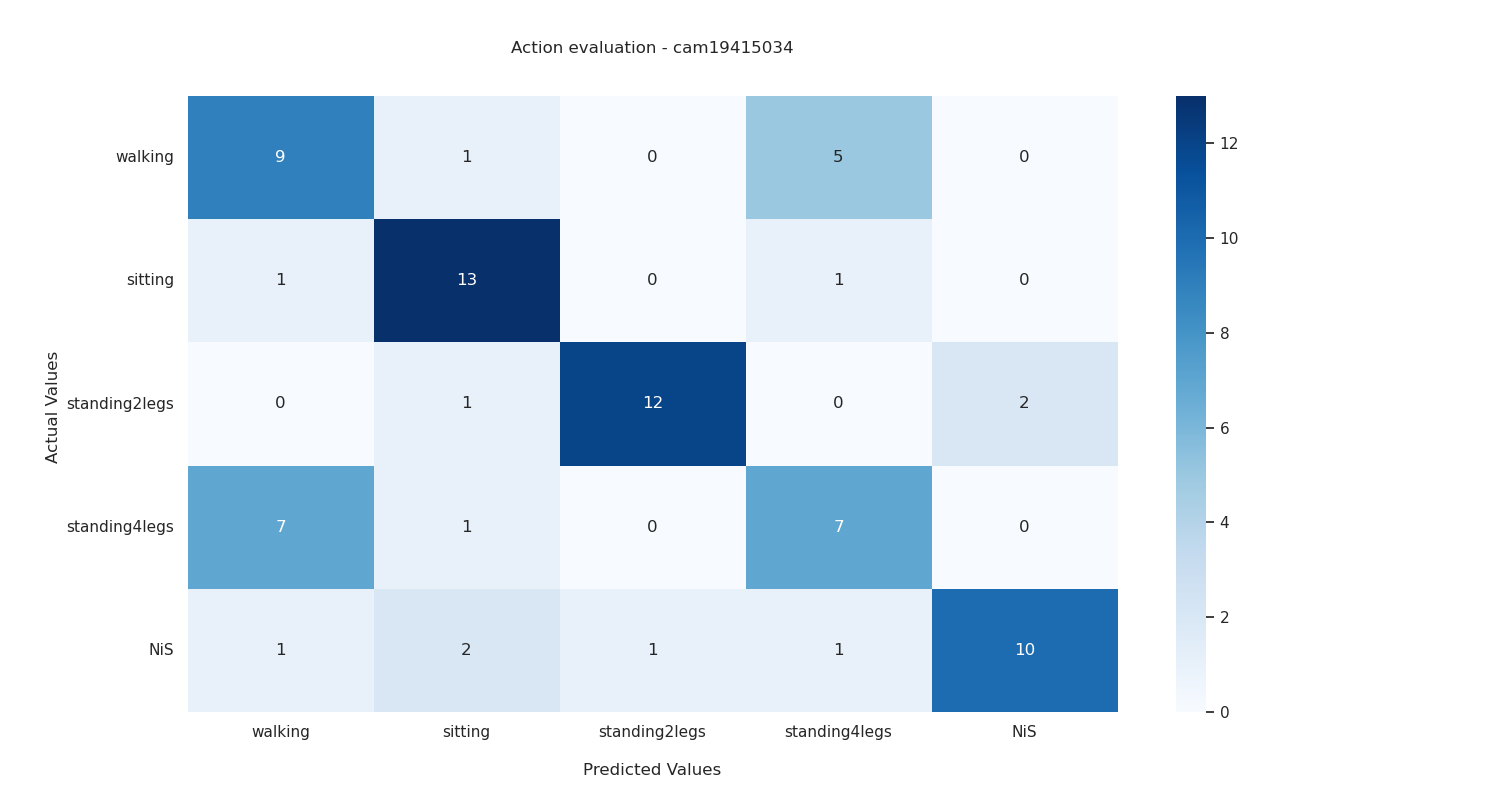 Action evaluation - cam19415034
walking 9 1 0 5 0
sitting 1 13 0 1 0
standing2legs 0 1 12 0 2
standing4legs 7 1 0 7 0
NiS 1 2 1 1 10
walking sitting standing2legs standing4legs NiS
Predicted Values
Actual Values
12
10
8
6
4
2
0